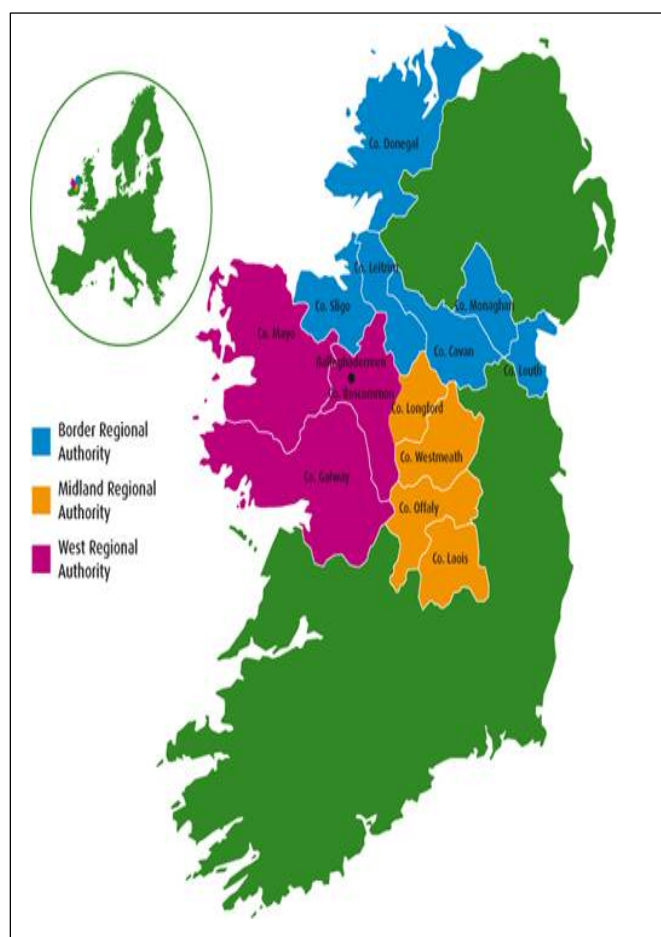 Co. Donegal
Co. Leitrim
Co. Monaghan
Co. Sligo
Co. Mayo
Co. Cavan
Ballaghaderreen
Co. Louth
Co. Roscommon
Co. Longford
Co. Westmeath
Co. Galway
Co. Offaly
Co. Laois
Border Regional
Authority
Midland Regional
Authority
West Regional
Authority